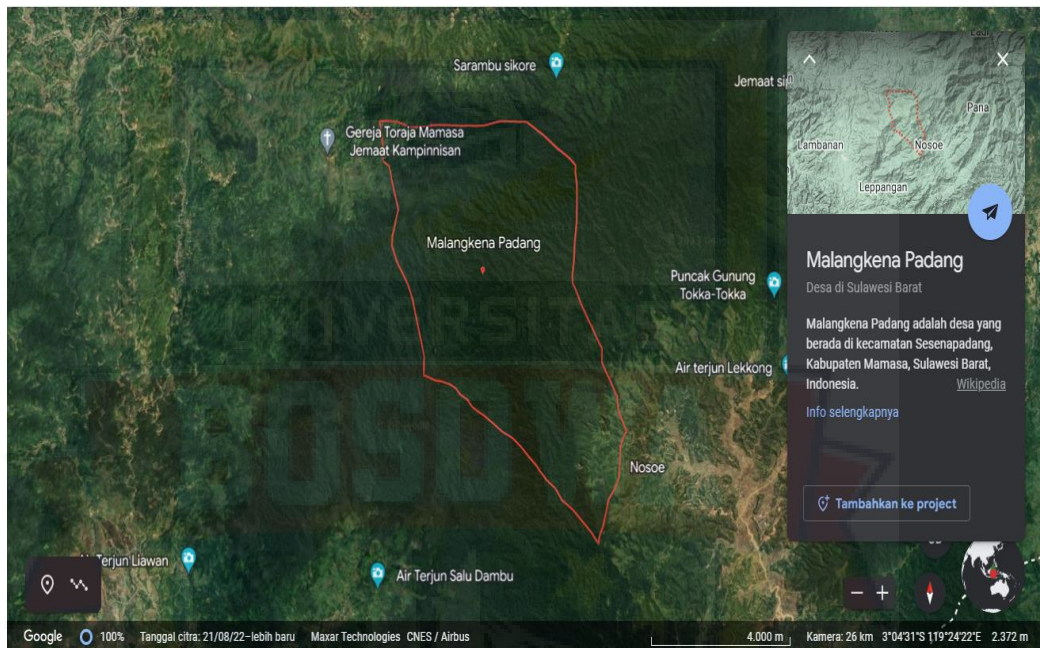 Sarambu sikore
Gereja Toraja Mamasa
Jemaat Kampinnisan
Malangkena Padang
Jemaat
Puncak Gunung
Tokka-Tokka
Air terjun Lekkong
Nosoe
Terjun Liawan
Air Terjun Salu Dambu
Pana
Lambanan
Nosoe
Leppangan
Malangkena Padang
Desa di Sulawesi Barat
Malangkena Padang adalah desa yang
berada di kecamatan Sesenapadang,
Kabupaten Mamasa, Sulawesi Barat,
Indonesia. Wikipedia
Info selengkapnya
Tambahkan ke project
UNIVERSITAS
BOSOWA
Google 100% Tanggal citra: 21/08/22–lebih baru Maxar Technologies CNES / Airbus 4.000 m Kamera: 26 km 3°04'31"S 119°24'22"E 2.372 m